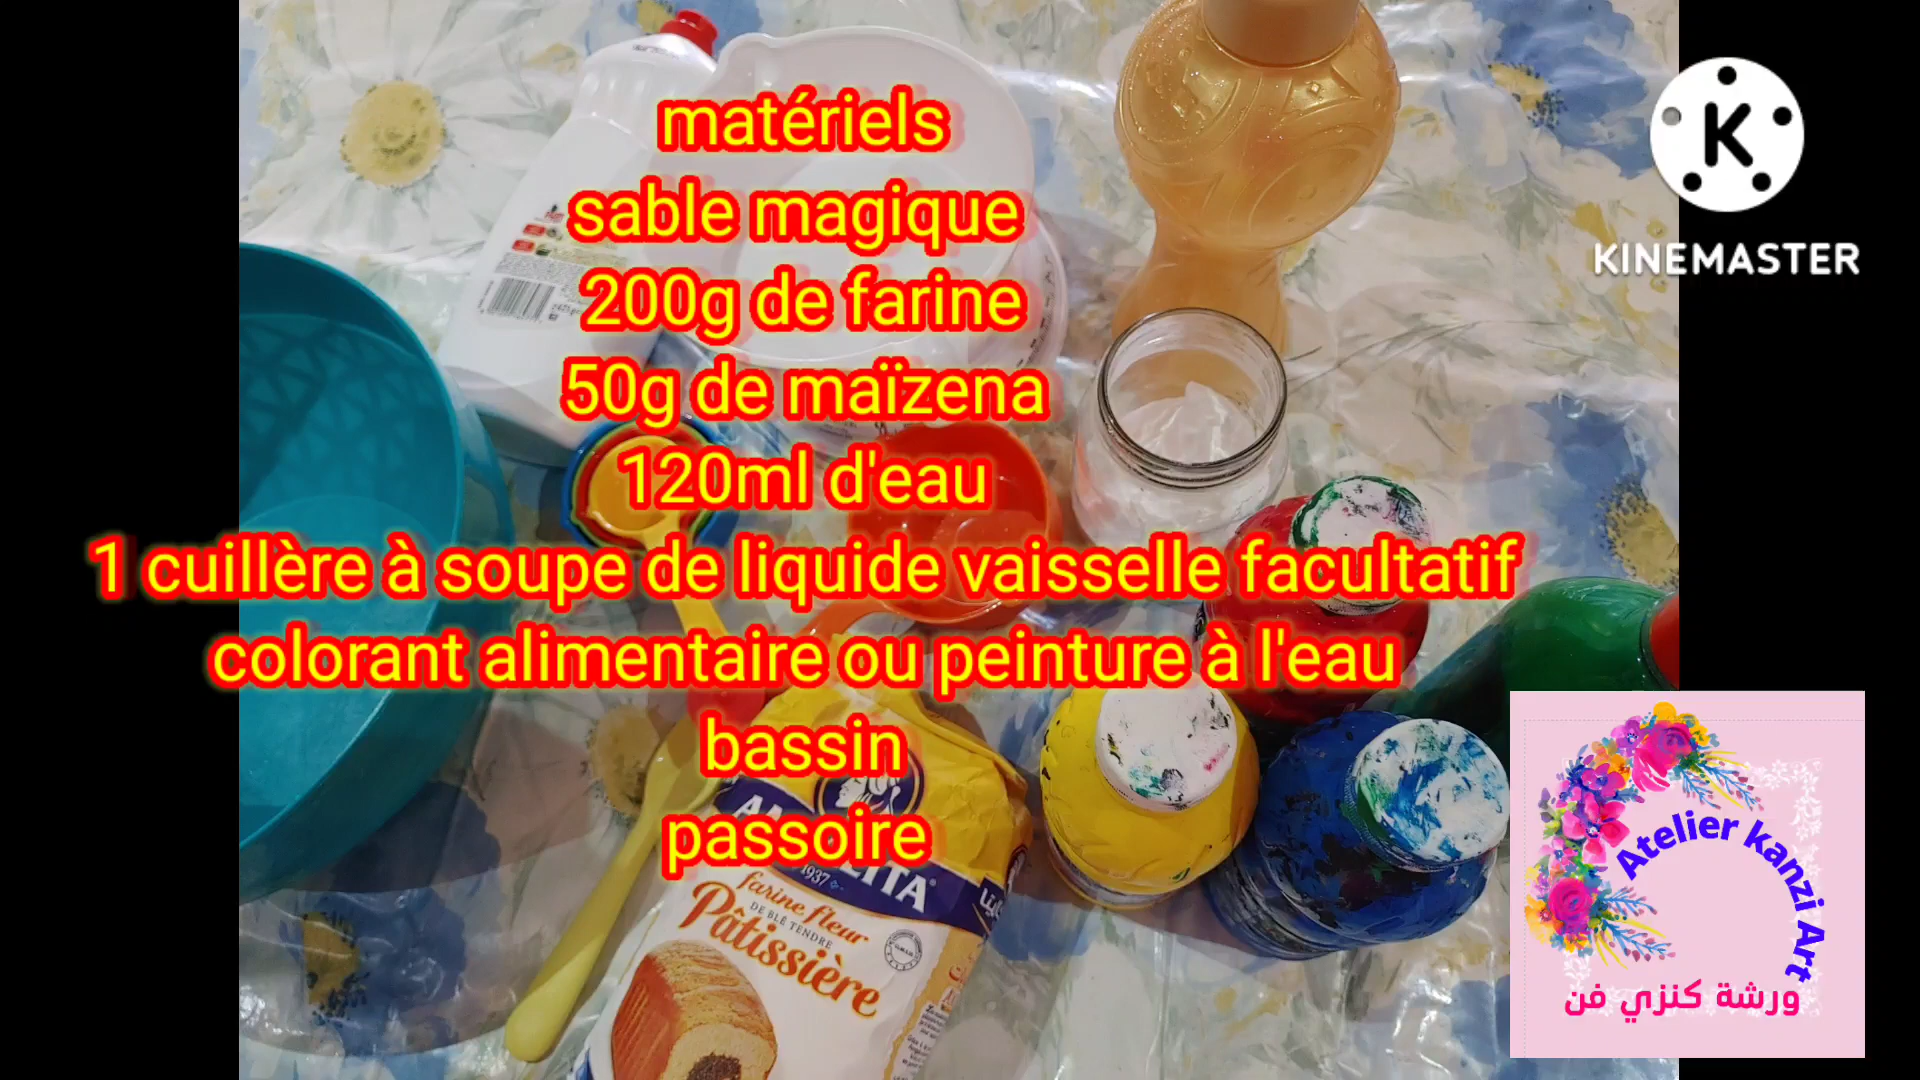 matériels
sable magique
200g de farine
50g de maïzena
120ml d'eau
1 cuillère à soupe de liquide vaisselle facultatif
colorant alimentaire ou peinture à l'eau
bassin
passoire
K
KINEMASTER
1937
farine fleur
DE BLÉ TENDRE
Pâtissière
Atelier kanzi Art
ورشة كنزي فن